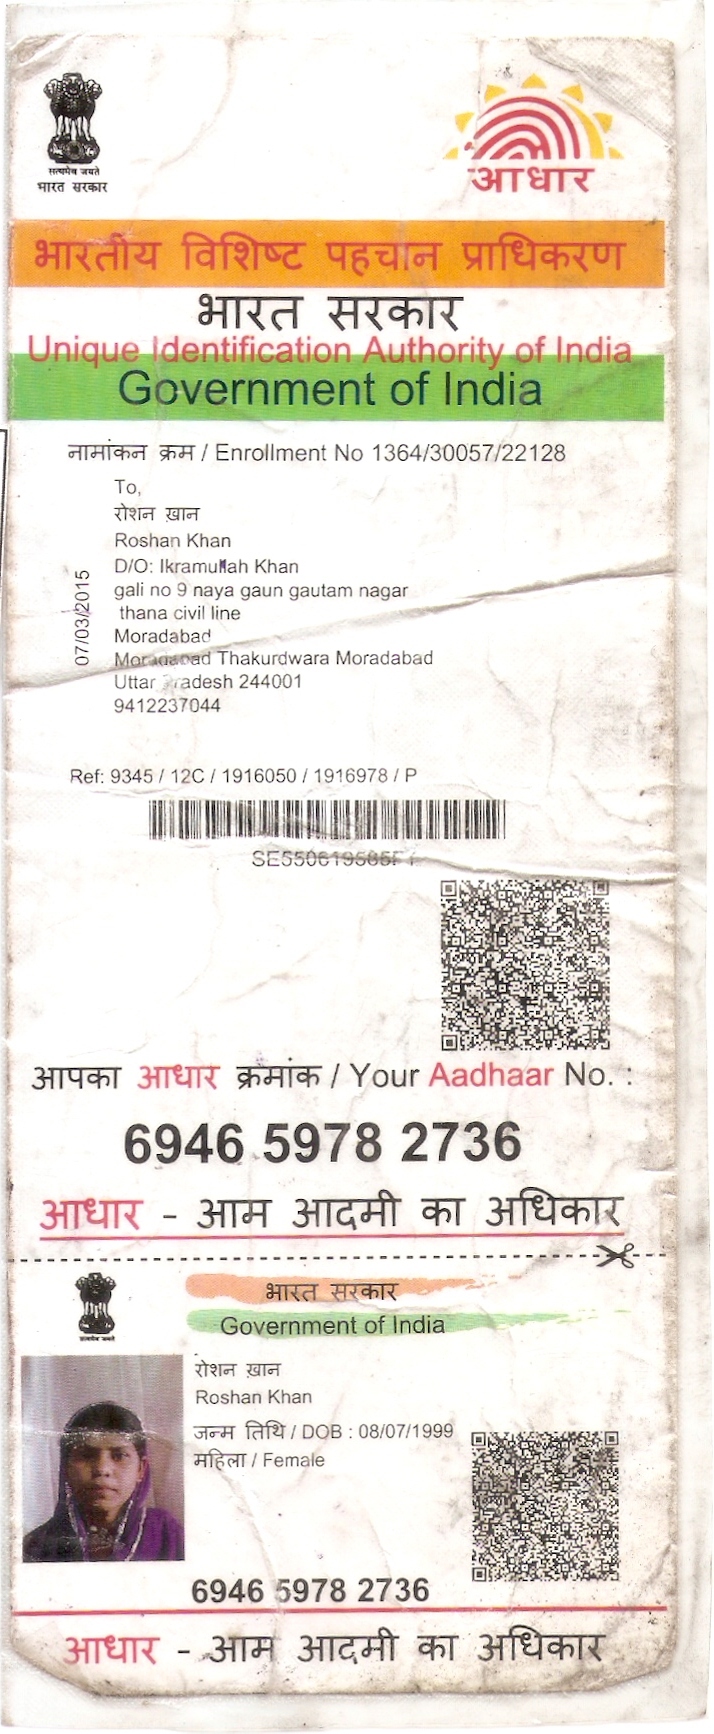 सत्यमेव जयते
भारत सरकार
आधार
भारतीय विशिष्ट पहचान प्राधिकरण
भारत सरकार
Unique Identification Authority of India
Government of India
नामांकन क्रम / Enrollment No 1364/30057/22128
To,
रोशन ख़ान
Roshan Khan
D/O: Ikramullah Khan
gali no 9 naya gaun gautam nagar
thana civil line
Moradabad
Moradabad Thakurdwara Moradabad
Uttar Pradesh 244001
9412237044
07/03/2015
Ref: 9345 / 12C / 1916050 / 1916978 / P
आपका आधार क्रमांक / Your Aadhaar No. :
6946 5978 2736
आधार - आम आदमी का अधिकार
भारत सरकार
Government of India
रोशन ख़ान
Roshan Khan
जन्म तिथि / DOB : 08/07/1999
महिला / Female
6946 5978 2736
आधार - आम आदमी का अधिकार